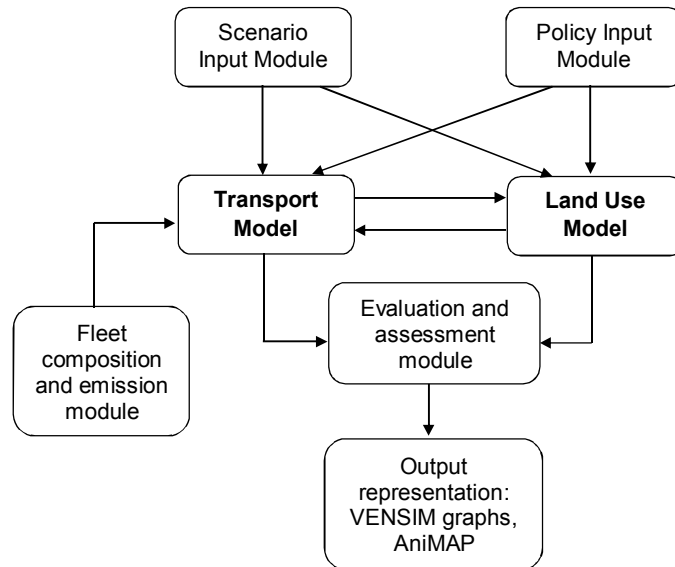 Scenario
Input Module
Policy Input
Module
Transport
Model
Land Use
Model
Fleet
composition
and emission
module
Evaluation and
assessment
module
Output
representation:
VENSIM graphs,
AniMAP